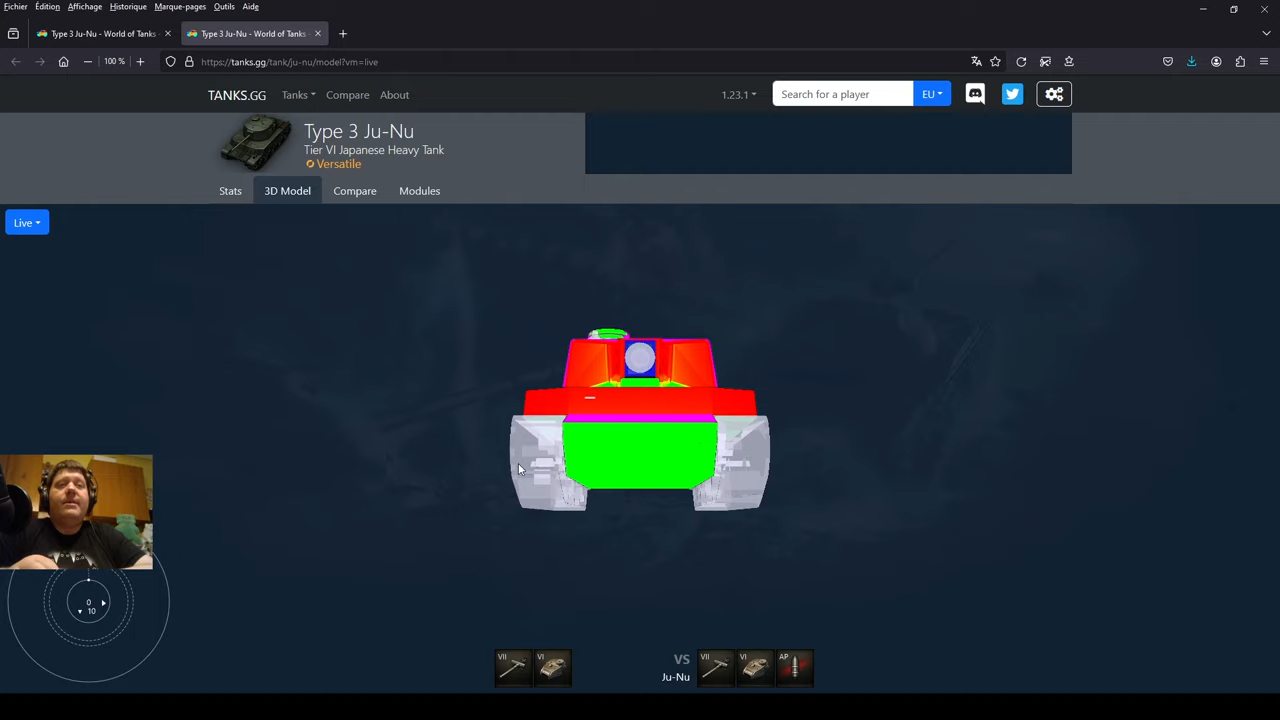 Fichier Édition Affichage Historique Marque-pages Outils Aide
Type 3 Ju-Nu - World of Tanks Type 3 Ju-Nu - World of Tanks
100 % https://tanks.gg/tank/ju-nu/model?vm=live
TANKS.GG Tanks Compare About 1.23.1 Search for a player EU
Type 3 Ju-Nu
Tier VI Japanese Heavy Tank
Versatile
Stats 3D Model Compare Modules
Live
0
10
VII VI VS VII VI AP
Ju-Nu